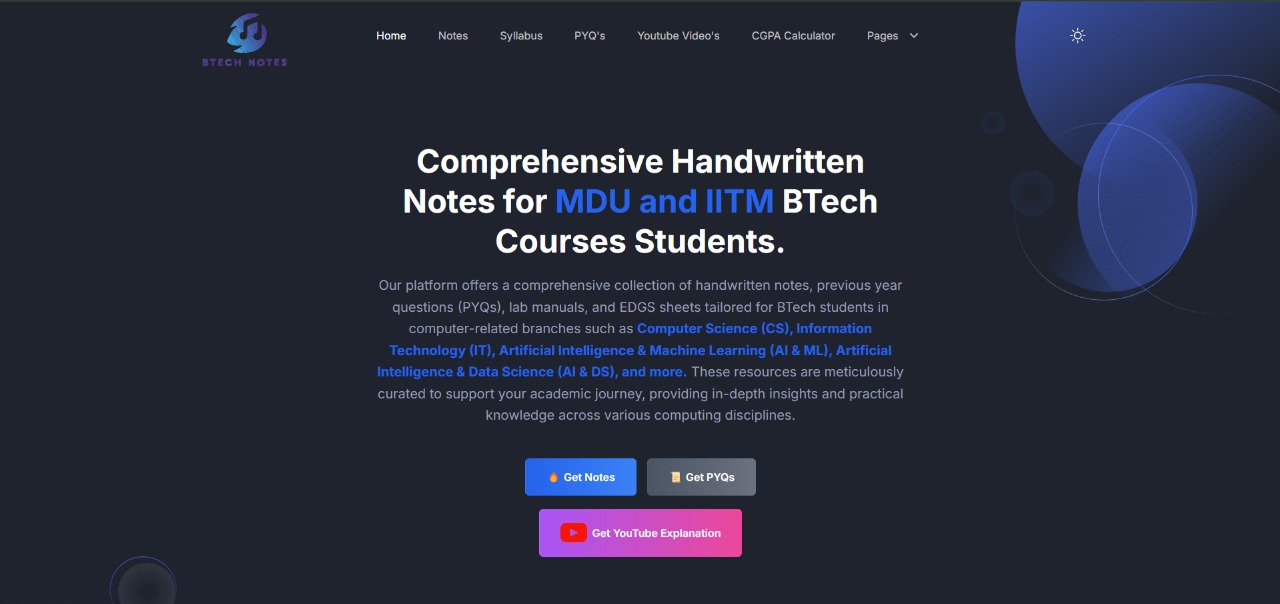 BTECH NOTES
Home
Notes
Syllabus
PYQ's
Youtube Video's
CGPA Calculator
Pages
Comprehensive Handwritten
Notes for MDU and IITM BTech
Courses Students.
Our platform offers a comprehensive collection of handwritten notes, previous year
questions (PYQs), lab manuals, and EDGS sheets tailored for BTech students in
computer-related branches such as Computer Science (CS), Information
Technology (IT), Artificial Intelligence & Machine Learning (AI & ML), Artificial
Intelligence & Data Science (AI & DS), and more. These resources are meticulously
curated to support your academic journey, providing in-depth insights and practical
knowledge across various computing disciplines.
Get Notes
Get PYQs
Get YouTube Explanation